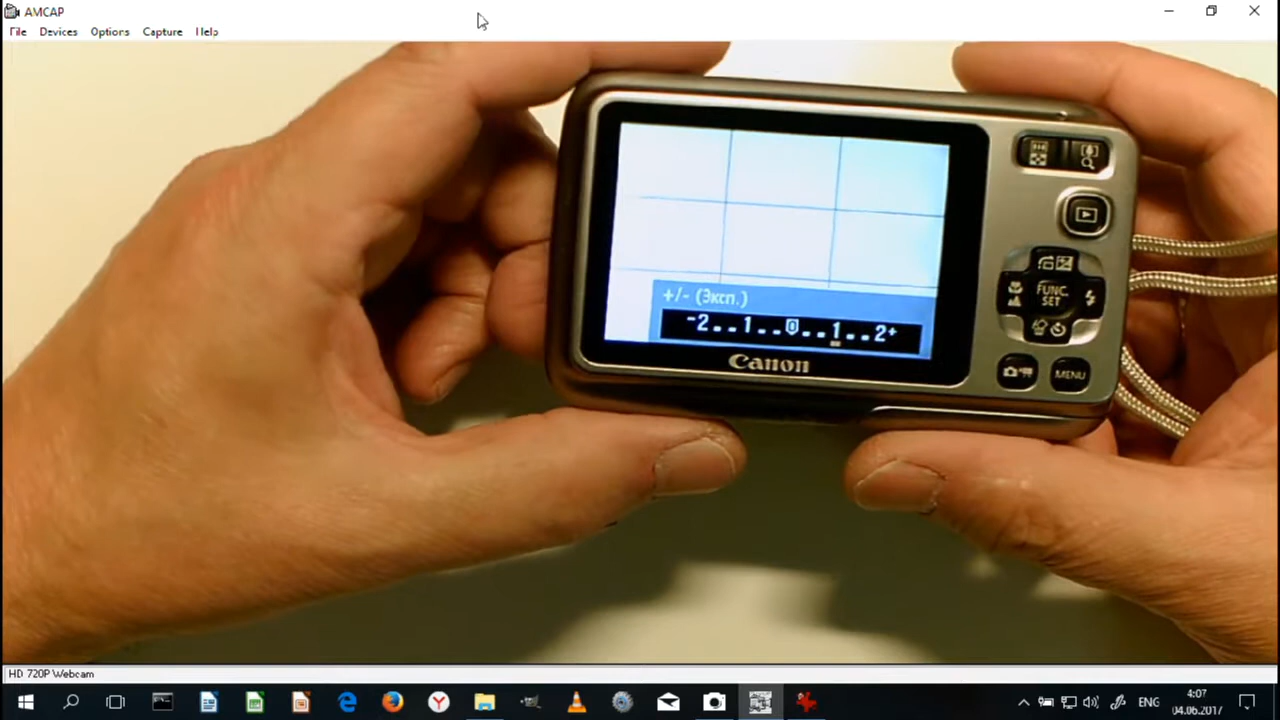 AMCAP
File Devices Options Capture Help
+/- (Эксп.)
-2..1..0..1..2+
Canon
FUNC.
SET
MENU
HD 720P Webcam
ENG
4:07
04.06.2017